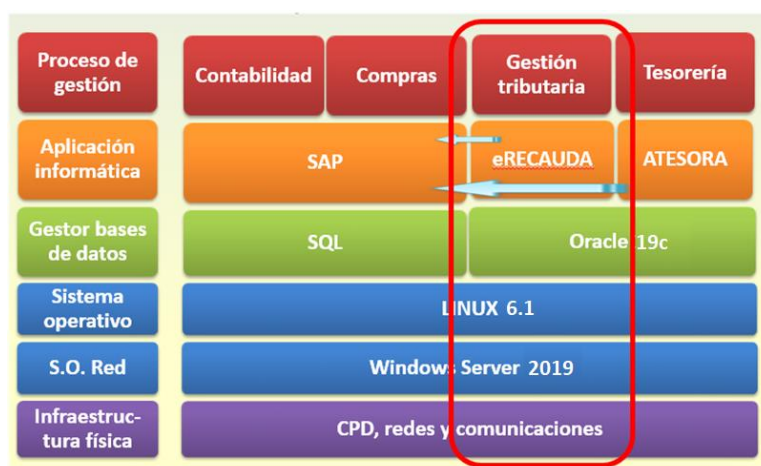 Proceso de
gestión
Contabilidad
Compras
Gestión
tributaria
Tesorería
Aplicación
informática
SAP
eRECAUDA
ATESORA
Gestor bases
de datos
SQL
Oracle 19c
Sistema
operativo
LINUX 6.1
S.O. Red
Windows Server 2019
Infraestruc-
tura física
CPD, redes y comunicaciones